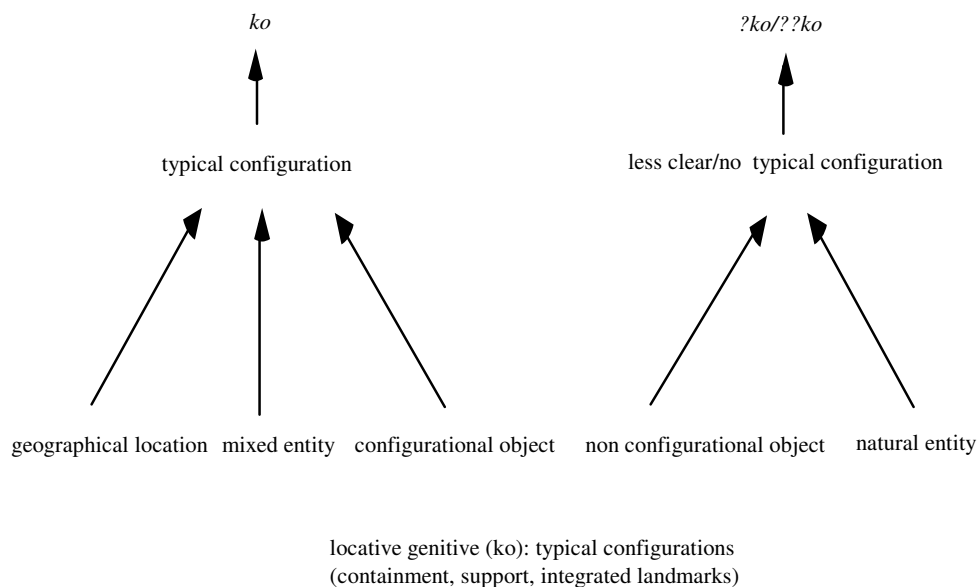 ko ?ko/??ko
typical configuration less clear/no typical configuration
geographical location mixed entity configurational object non configurational object natural entity
locative genitive (ko): typical configurations
(containment, support, integrated landmarks)